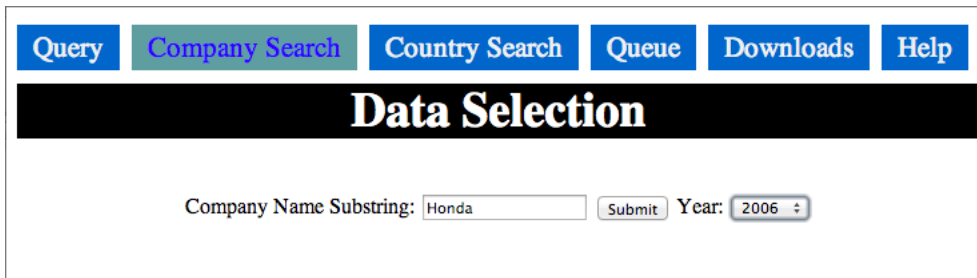 Query Company Search Country Search Queue Downloads Help
Data Selection
Company Name Substring: Honda Submit Year: 2006